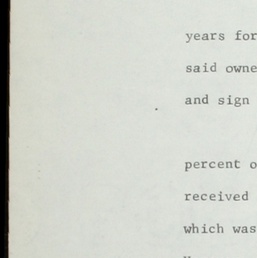 years for
said owne
and sign
percent o
received
which was